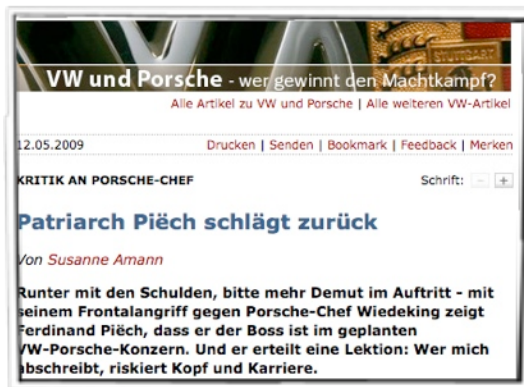 STUTTGART
VW und Porsche - wer gewinnt den Machtkampf?
Alle Artikel zu VW und Porsche | Alle weiteren VW-Artikel
12.05.2009 Drucken | Senden | Bookmark | Feedback | Merken
KRITIK AN PORSCHE-CHEF Schrift: - +
Patriarch Piëch schlägt zurück
Von Susanne Amann
Runter mit den Schulden, bitte mehr Demut im Auftritt - mit
seinem Frontalangriff gegen Porsche-Chef Wiedeking zeigt
Ferdinand Piëch, dass er der Boss ist im geplanten
VW-Porsche-Konzern. Und er erteilt eine Lektion: Wer mich
abschreibt, riskiert Kopf und Karriere.